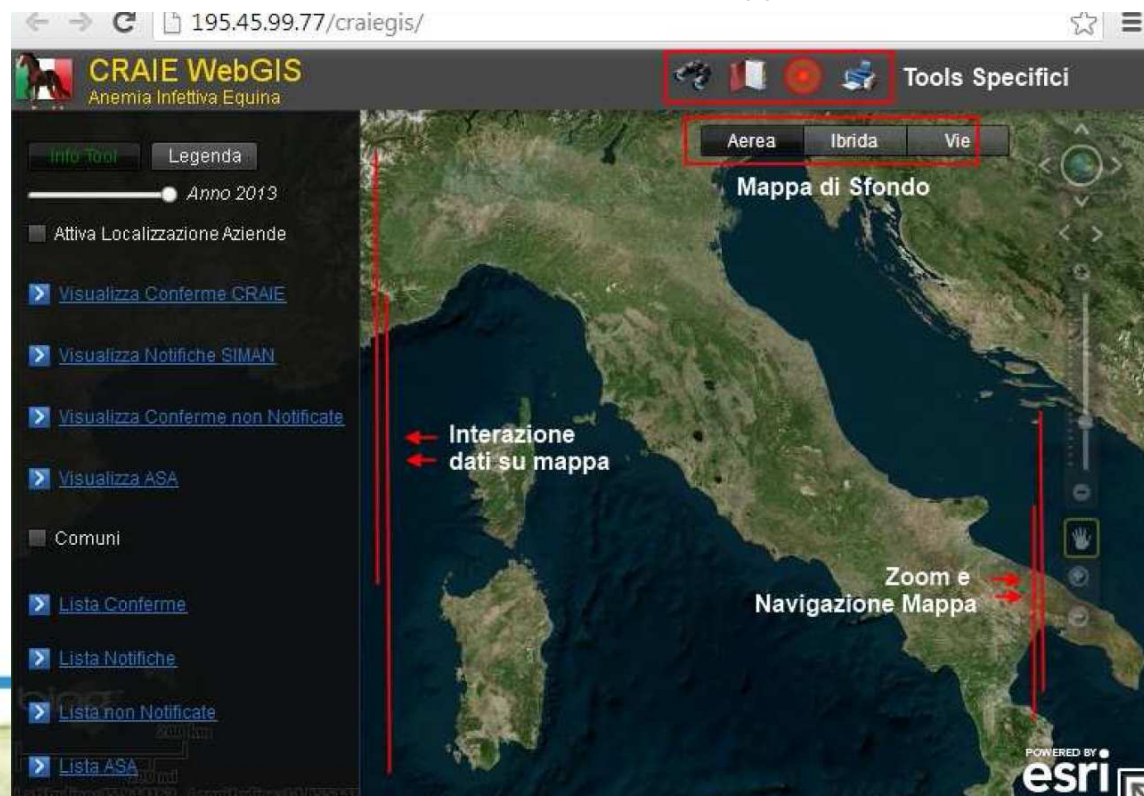 195.45.99.77/craiegis/
CRAIE WebGIS
Anemia Infettiva Equina
Tools Specifici
Info Tool
Legenda
Aerea
Ibrida
Vie
Mappa di Sfondo
Anno 2013
Attiva Localizzazione Aziende
Visualizza Conferme CRAIE
Visualizza Notifiche SIMAN
Visualizza Conferme non Notificate
Interazione
dati su mappa
Visualizza ASA
Comuni
Zoom e
Navigazione Mappa
Lista Conferme
Lista Notifiche
bing
Lista non Notificate
200 km
Lista ASA
POWERED BY
esri